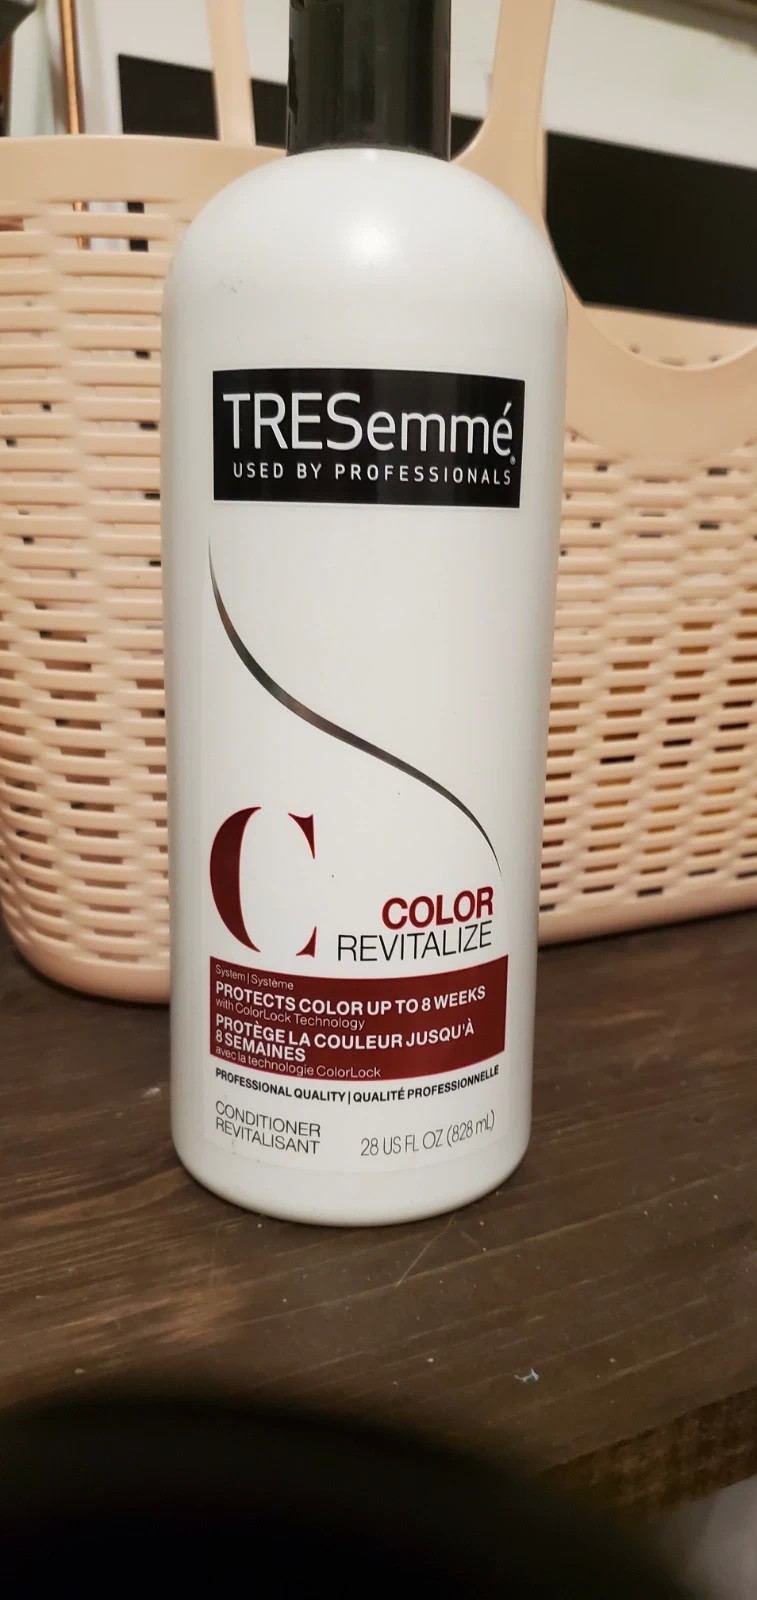 TRESemmé
USED BY PROFESSIONALS
C
COLOR
REVITALIZE
System | Système
PROTECTS COLOR UP TO 8 WEEKS
with ColorLock Technology
PROTÈGE LA COULEUR JUSQU'À
8 SEMAINES
avec la technologie ColorLock
PROFESSIONAL QUALITY | QUALITÉ PROFESSIONNELLE
CONDITIONER
REVITALISANT
28 US FL OZ (828 mL)